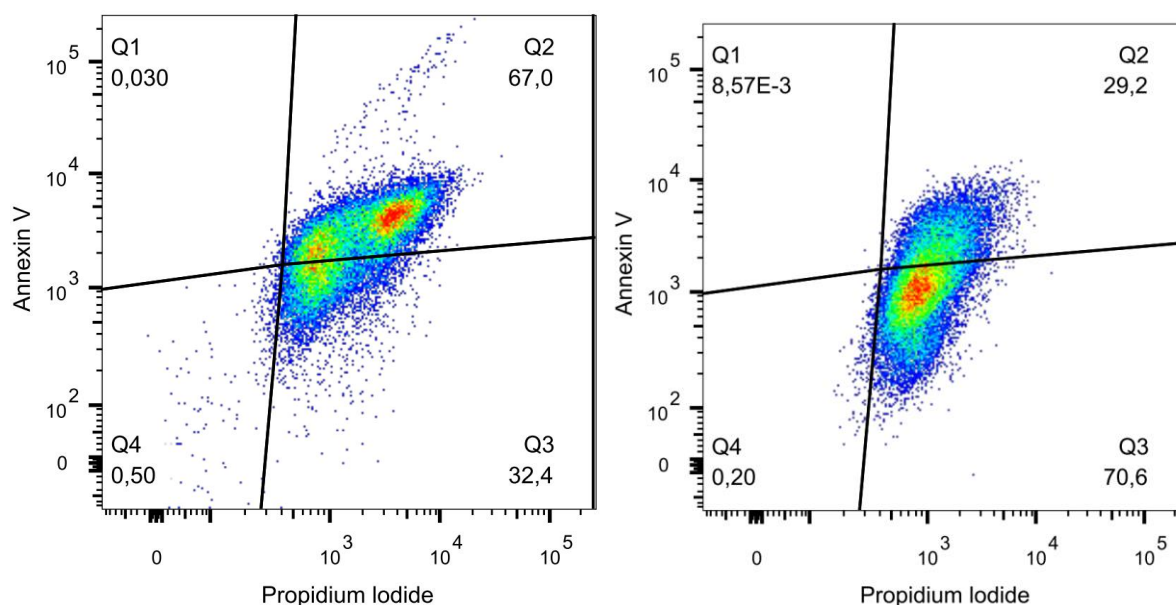 Q1
0,030
Q2
67,0
Q4
0,50
Q3
32,4
10^5
10^4
10^3
10^2
0
Annexin V
0
10^3
10^4
10^5
Propidium Iodide
Q1
8,57E-3
Q2
29,2
Q4
0,20
Q3
70,6
10^5
10^4
10^3
10^2
0
Annexin V
0
10^3
10^4
10^5
Propidium Iodide